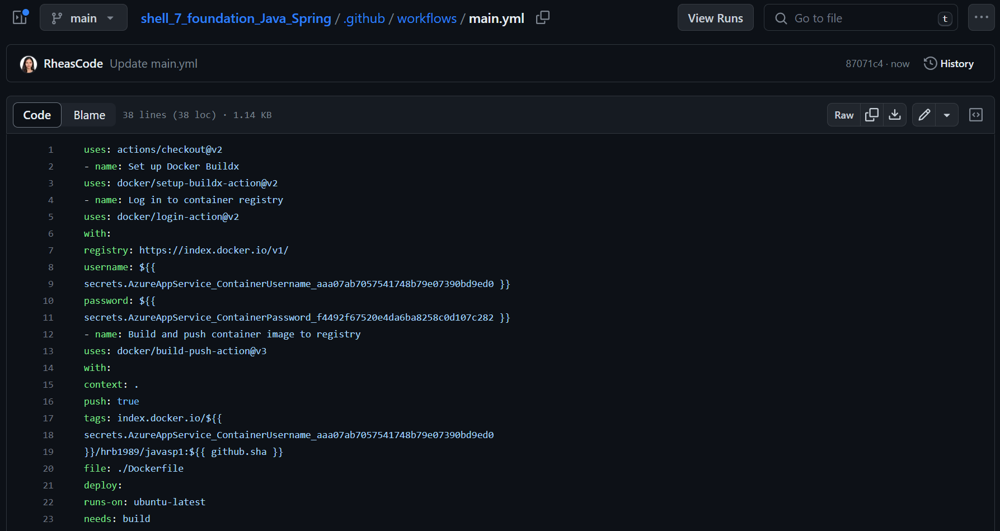 main
shell_7_foundation_Java_Spring / .github / workflows / main.yml
View Runs
Go to file
t
RheasCode Update main.yml
87071c4 · now
History
Code
Blame
38 lines (38 loc) · 1.14 KB
Raw
1 uses: actions/checkout@v2
2 - name: Set up Docker Buildx
3 uses: docker/setup-buildx-action@v2
4 - name: Log in to container registry
5 uses: docker/login-action@v2
6 with:
7 registry: https://index.docker.io/v1/
8 username: ${{
9 secrets.AzureAppService_ContainerUsername_aaa07ab7057541748b79e07390bd9ed0 }}
10 password: ${{
11 secrets.AzureAppService_ContainerPassword_f4492f67520e4da6ba8258c0d107c282 }}
12 - name: Build and push container image to registry
13 uses: docker/build-push-action@v3
14 with:
15 context: .
16 push: true
17 tags: index.docker.io/${{
18 secrets.AzureAppService_ContainerUsername_aaa07ab7057541748b79e07390bd9ed0
19 }}/hrb1989/javasp1:${{ github.sha }}
20 file: ./Dockerfile
21 deploy:
22 runs-on: ubuntu-latest
23 needs: build